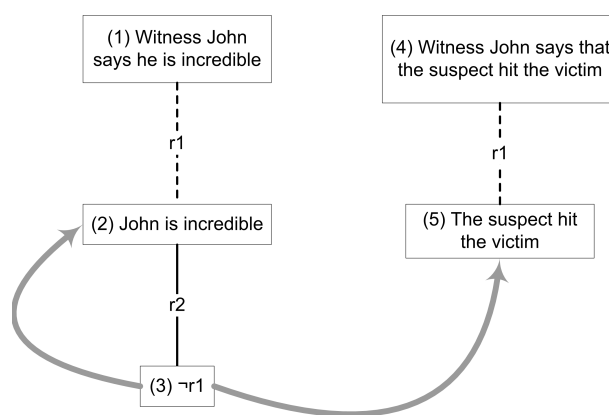 (1) Witness John
says he is incredible
(4) Witness John says that
the suspect hit the victim
r1
r1
(2) John is incredible
(5) The suspect hit
the victim
r2
(3) ¬r1